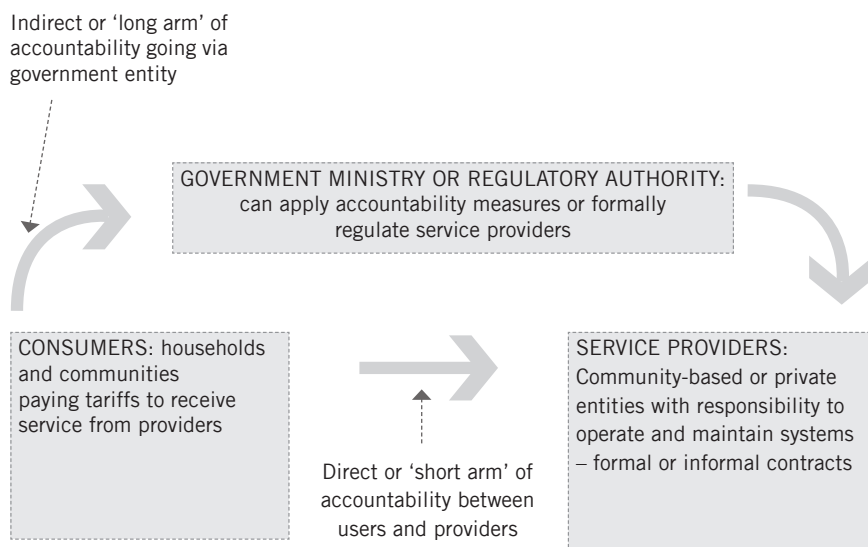 Indirect or ‘long arm’ of
accountability going via
government entity
GOVERNMENT MINISTRY OR REGULATORY AUTHORITY:
can apply accountability measures or formally
regulate service providers
CONSUMERS: households
and communities
paying tariffs to receive
service from providers
SERVICE PROVIDERS:
Community-based or private
entities with responsibility to
operate and maintain systems
– formal or informal contracts
Direct or ‘short arm’ of
accountability between
users and providers